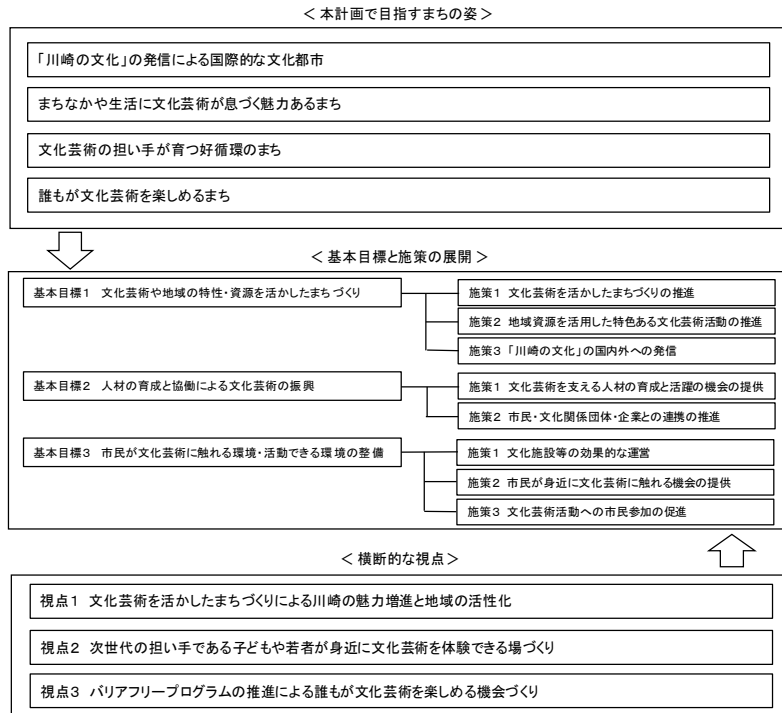 ＜本計画で目指すまちの姿＞
「川崎の文化」の発信による国際的な文化都市
まちなかや生活に文化芸術が息づく魅力あるまち
文化芸術の担い手が育つ好循環のまち
誰もが文化芸術を楽しめるまち
＜基本目標と施策の展開＞
基本目標１　文化芸術や地域の特性・資源を活かしたまちづくり
施策１　文化芸術を活かしたまちづくりの推進
施策２　地域資源を活用した特色ある文化芸術活動の推進
施策３　「川崎の文化」の国内外への発信
基本目標２　人材の育成と協働による文化芸術の振興
施策１　文化芸術を支える人材の育成と活躍の機会の提供
施策２　市民・文化関係団体・企業との連携の推進
基本目標３　市民が文化芸術に触れる環境・活動できる環境の整備
施策１　文化施設等の効果的な運営
施策２　市民が身近に文化芸術に触れる機会の提供
施策３　文化芸術活動への市民参加の促進
＜横断的な視点＞
視点１　文化芸術を活かしたまちづくりによる川崎の魅力増進と地域の活性化
視点２　次世代の担い手である子どもや若者が身近に文化芸術を体験できる場づくり
視点３　バリアフリープログラムの推進による誰もが文化芸術を楽しめる機会づくり